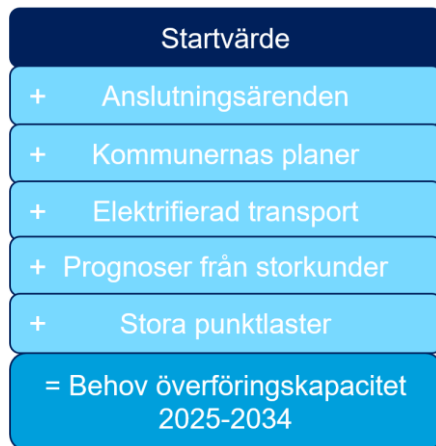 Startvärde
+ Anslutningsärenden
+ Kommunernas planer
+ Elektrifierad transport
+ Prognoser från storkunder
+ Stora punktlaster
= Behov överföringskapacitet
2025-2034